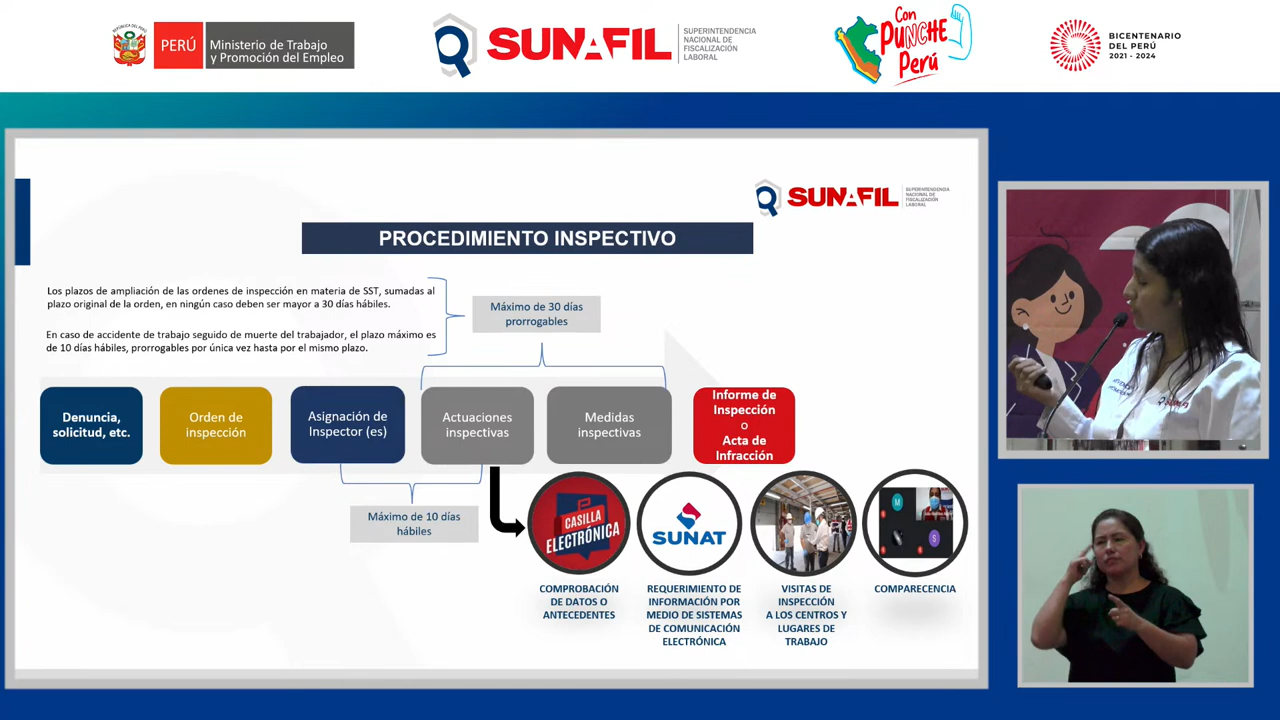 PERÚ
Ministerio de Trabajo
y Promoción del Empleo
SUNAFIL
SUPERINTENDENCIA
NACIONAL DE
FISCALIZACIÓN
LABORAL
Con
PUNCHE
Perú
BICENTENARIO
DEL PERÚ
2021 - 2024
SUNAFIL
SUPERINTENDENCIA
NACIONAL DE
FISCALIZACIÓN
LABORAL
PROCEDIMIENTO INSPECTIVO
Los plazos de ampliación de las ordenes de inspección en materia de SST, sumadas al
plazo original de la orden, en ningún caso deben ser mayor a 30 días hábiles.
En caso de accidente de trabajo seguido de muerte del trabajador, el plazo máximo es
de 10 días hábiles, prorrogables por única vez hasta por el mismo plazo.
Máximo de 30 días
prorrogables
Denuncia,
solicitud, etc.
Orden de
inspección
Asignación de
Inspector (es)
Actuaciones
inspectivas
Medidas
inspectivas
Informe de
Inspección
o
Acta de
Infracción
Máximo de 10 días
hábiles
CASILLA
ELECTRÓNICA
SUNAT
M
S
COMPROBACIÓN
DE DATOS O
ANTECEDENTES
REQUERIMIENTO DE
INFORMACIÓN POR
MEDIO DE SISTEMAS
DE COMUNICACIÓN
ELECTRÓNICA
VISITAS DE
INSPECCIÓN
A LOS CENTROS Y
LUGARES DE
TRABAJO
COMPARECENCIA